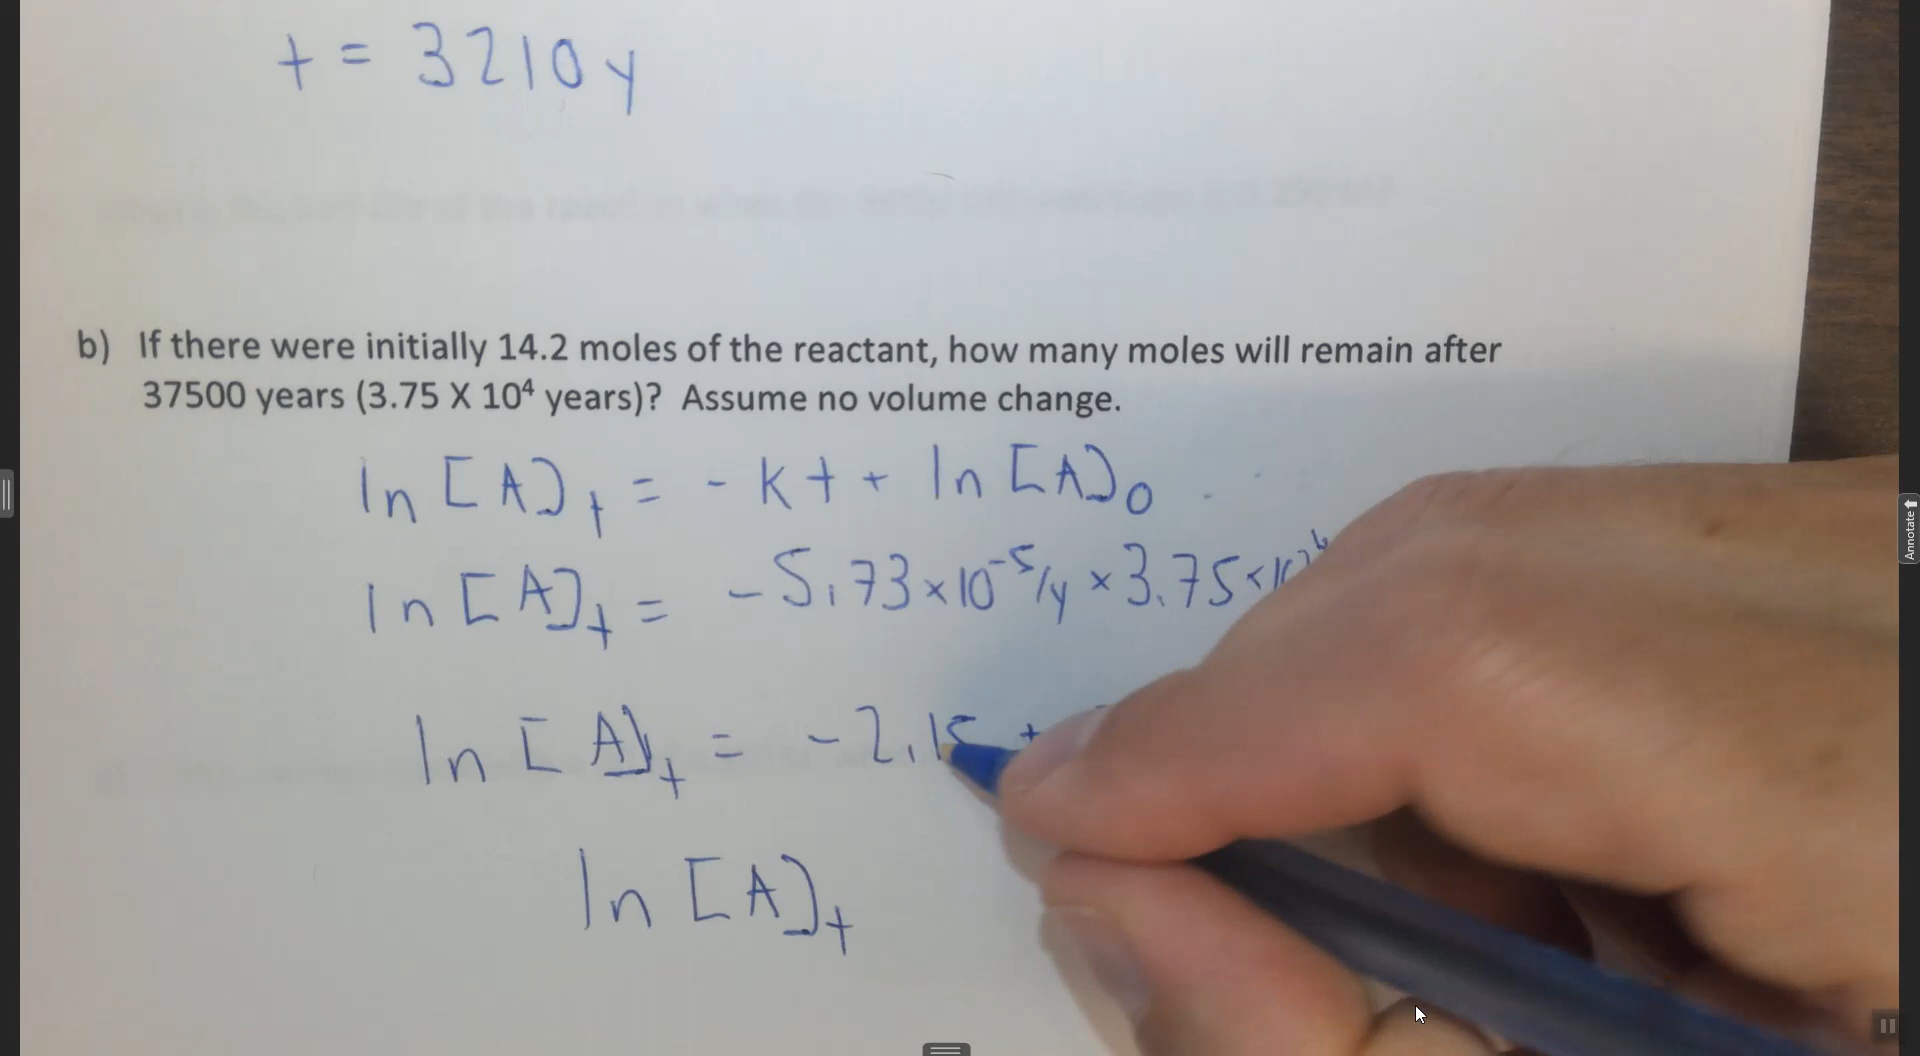 t = 3210 y
b) If there were initially 14.2 moles of the reactant, how many moles will remain after
37500 years (3.75 X 10⁴ years)? Assume no volume change.
ln [A]t = - kt + ln [A]0
ln [A]t = - 5.73 × 10⁻⁵/y × 3.75 ×
ln [A]t = - 2.15 +
ln [A]t
Annotate